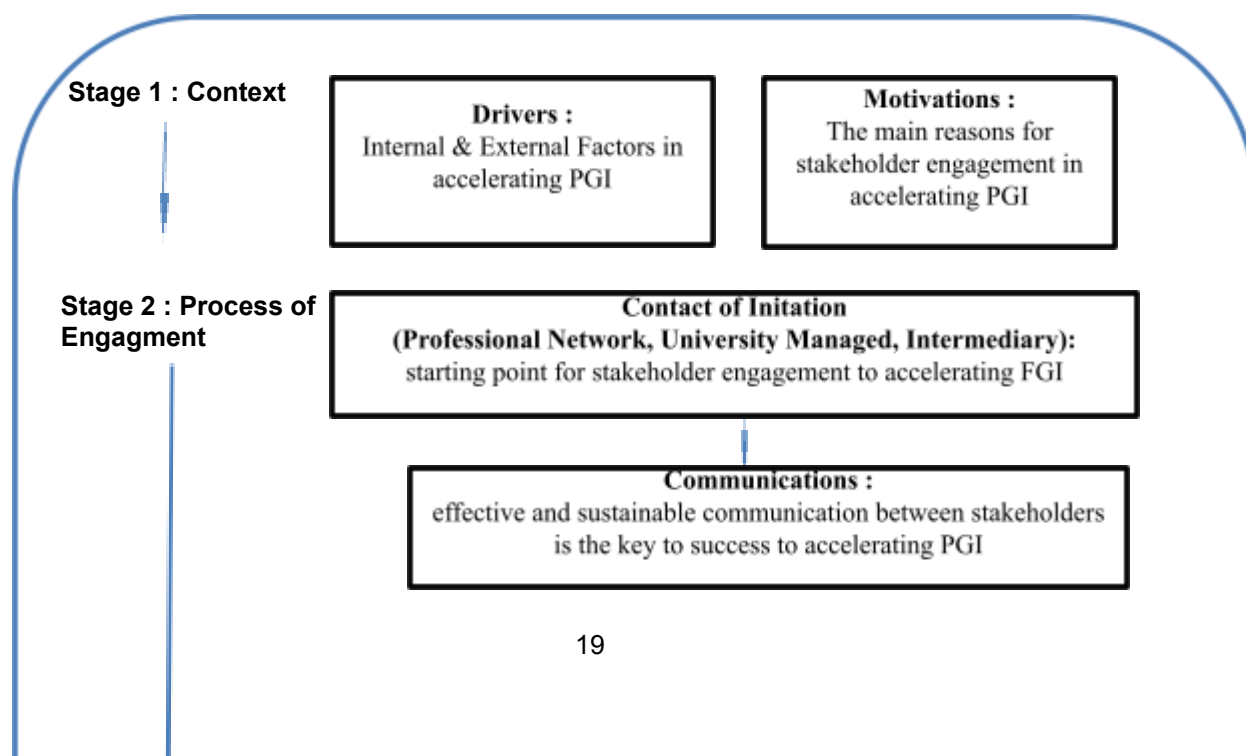 Stage 1 : Context
Drivers :
Internal & External Factors in
accelerating PGI
Motivations :
The main reasons for
stakeholder engagement in
accelerating PGI
Stage 2 : Process of
Engagment
Contact of Initation
(Professional Network, University Managed, Intermediary):
starting point for stakeholder engagement to accelerating FGI
Communications :
effective and sustainable communication between stakeholders
is the key to success to accelerating PGI
19